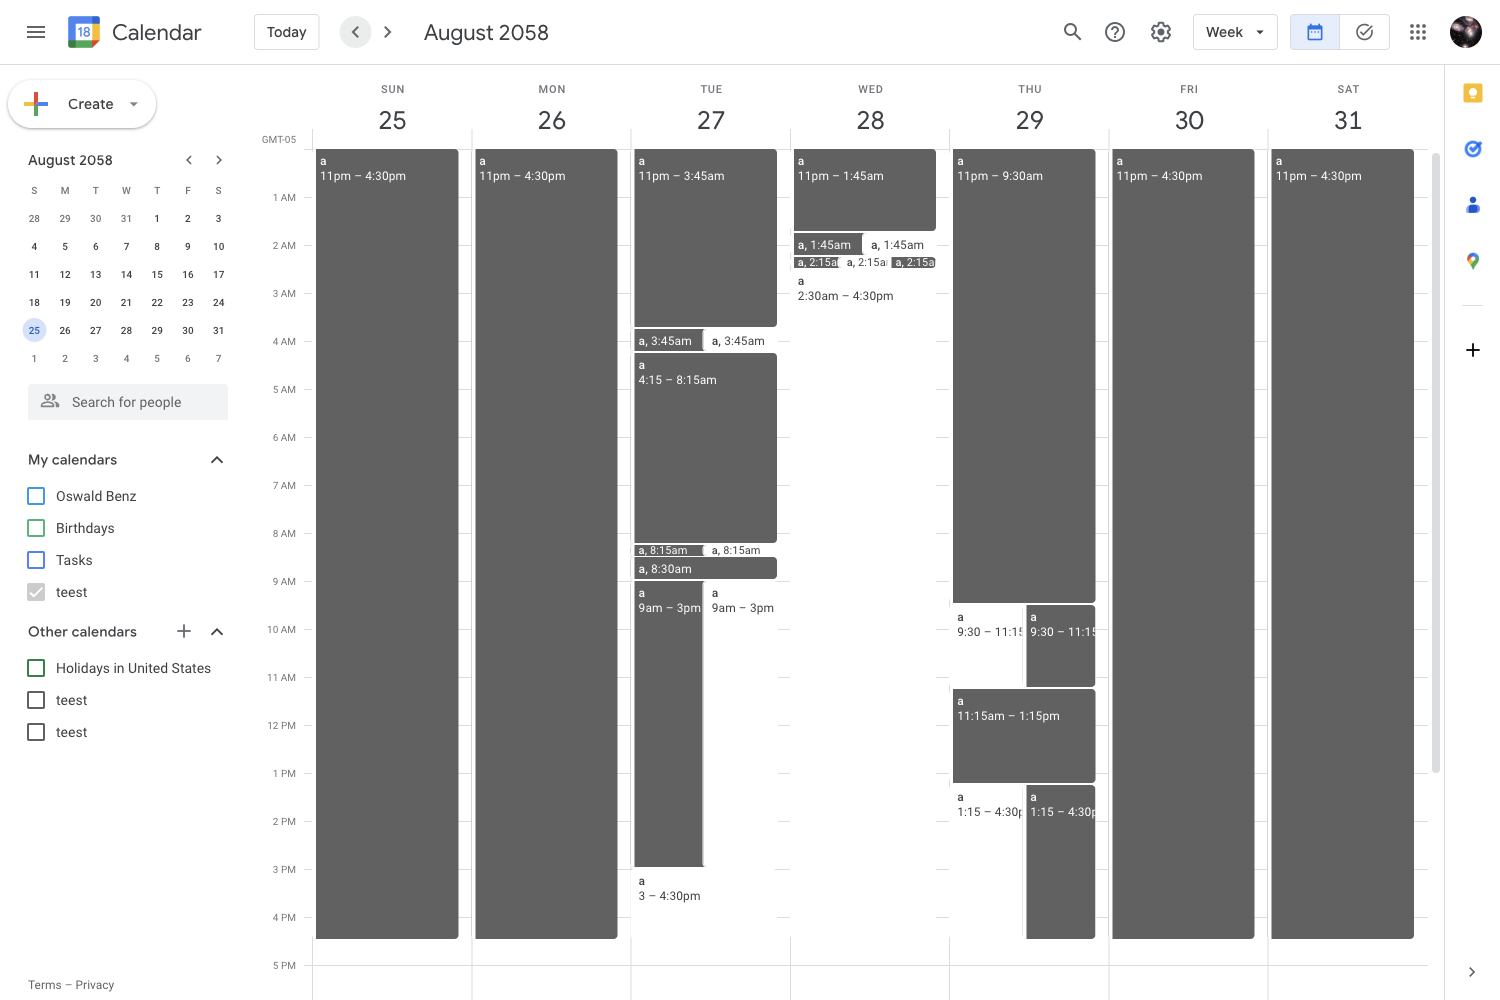 18 Calendar Today August 2058 Week
Create
August 2058
S M T W T F S
28 29 30 31 1 2 3
4 5 6 7 8 9 10
11 12 13 14 15 16 17
18 19 20 21 22 23 24
25 26 27 28 29 30 31
1 2 3 4 5 6 7
Search for people
My calendars
Oswald Benz
Birthdays
Tasks
teest
Other calendars
Holidays in United States
teest
teest
Terms – Privacy
SUN MON TUE WED THU FRI SAT
25 26 27 28 29 30 31
GMT-05
1 AM
2 AM
3 AM
4 AM
5 AM
6 AM
7 AM
8 AM
9 AM
10 AM
11 AM
12 PM
1 PM
2 PM
3 PM
4 PM
5 PM
a
11pm – 4:30pm
a
11pm – 4:30pm
a
11pm – 3:45am
a, 3:45am
a, 3:45am
a
4:15 – 8:15am
a, 8:15am
a, 8:15am
a, 8:30am
a
9am – 3pm
a
9am – 3pm
a
3 – 4:30pm
a
11pm – 1:45am
a, 1:45am
a, 1:45am
a, 2:15a
a, 2:15a
a, 2:15a
a
2:30am – 4:30pm
a
11pm – 9:30am
a
9:30 – 11:15
a
9:30 – 11:15
a
11:15am – 1:15pm
a
1:15 – 4:30p
a
1:15 – 4:30p
a
11pm – 4:30pm
a
11pm – 4:30pm